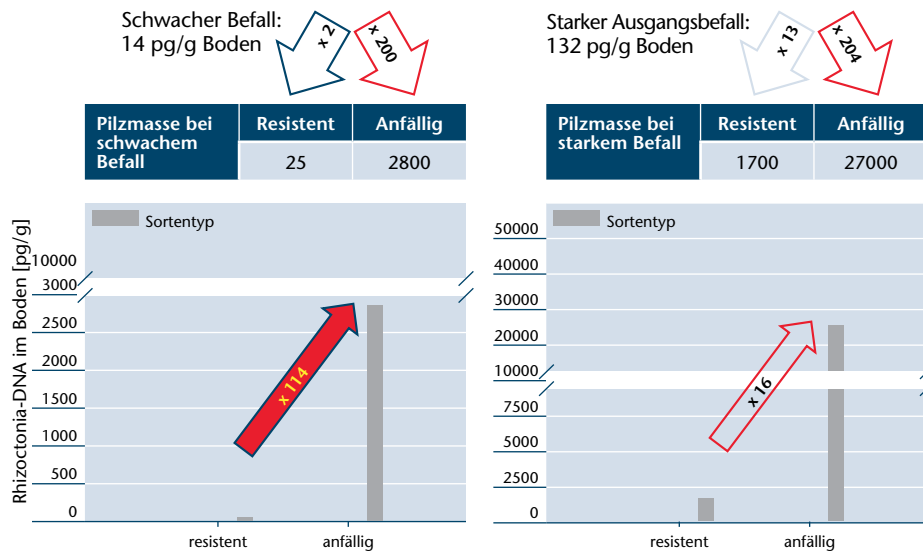 Schwacher Befall:
14 pg/g Boden
x 2
x 200
Pilzmasse bei
schwachem
Befall
Resistent
Anfällig
25
2800
Rhizoctonia-DNA im Boden [pg/g]
Sortentyp
10000
3000
2500
2000
1500
1000
500
0
x 114
resistent
anfällig
Starker Ausgangsbefall:
132 pg/g Boden
x 13
x 204
Pilzmasse bei
starkem Befall
Resistent
Anfällig
1700
27000
Sortentyp
50000
40000
30000
20000
10000
7500
5000
2500
0
x 16
resistent
anfällig